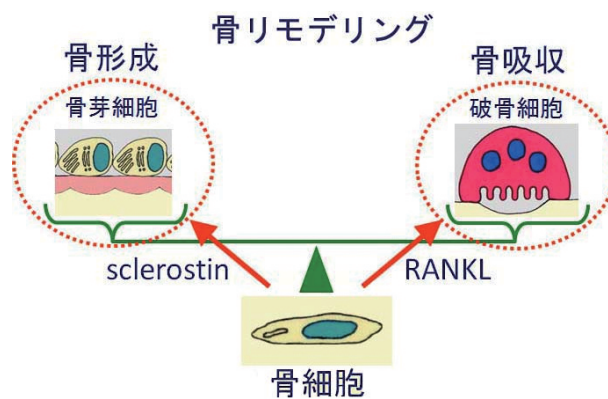 骨リモデリング
骨形成
骨吸収
骨芽細胞
破骨細胞
sclerostin
RANKL
骨細胞